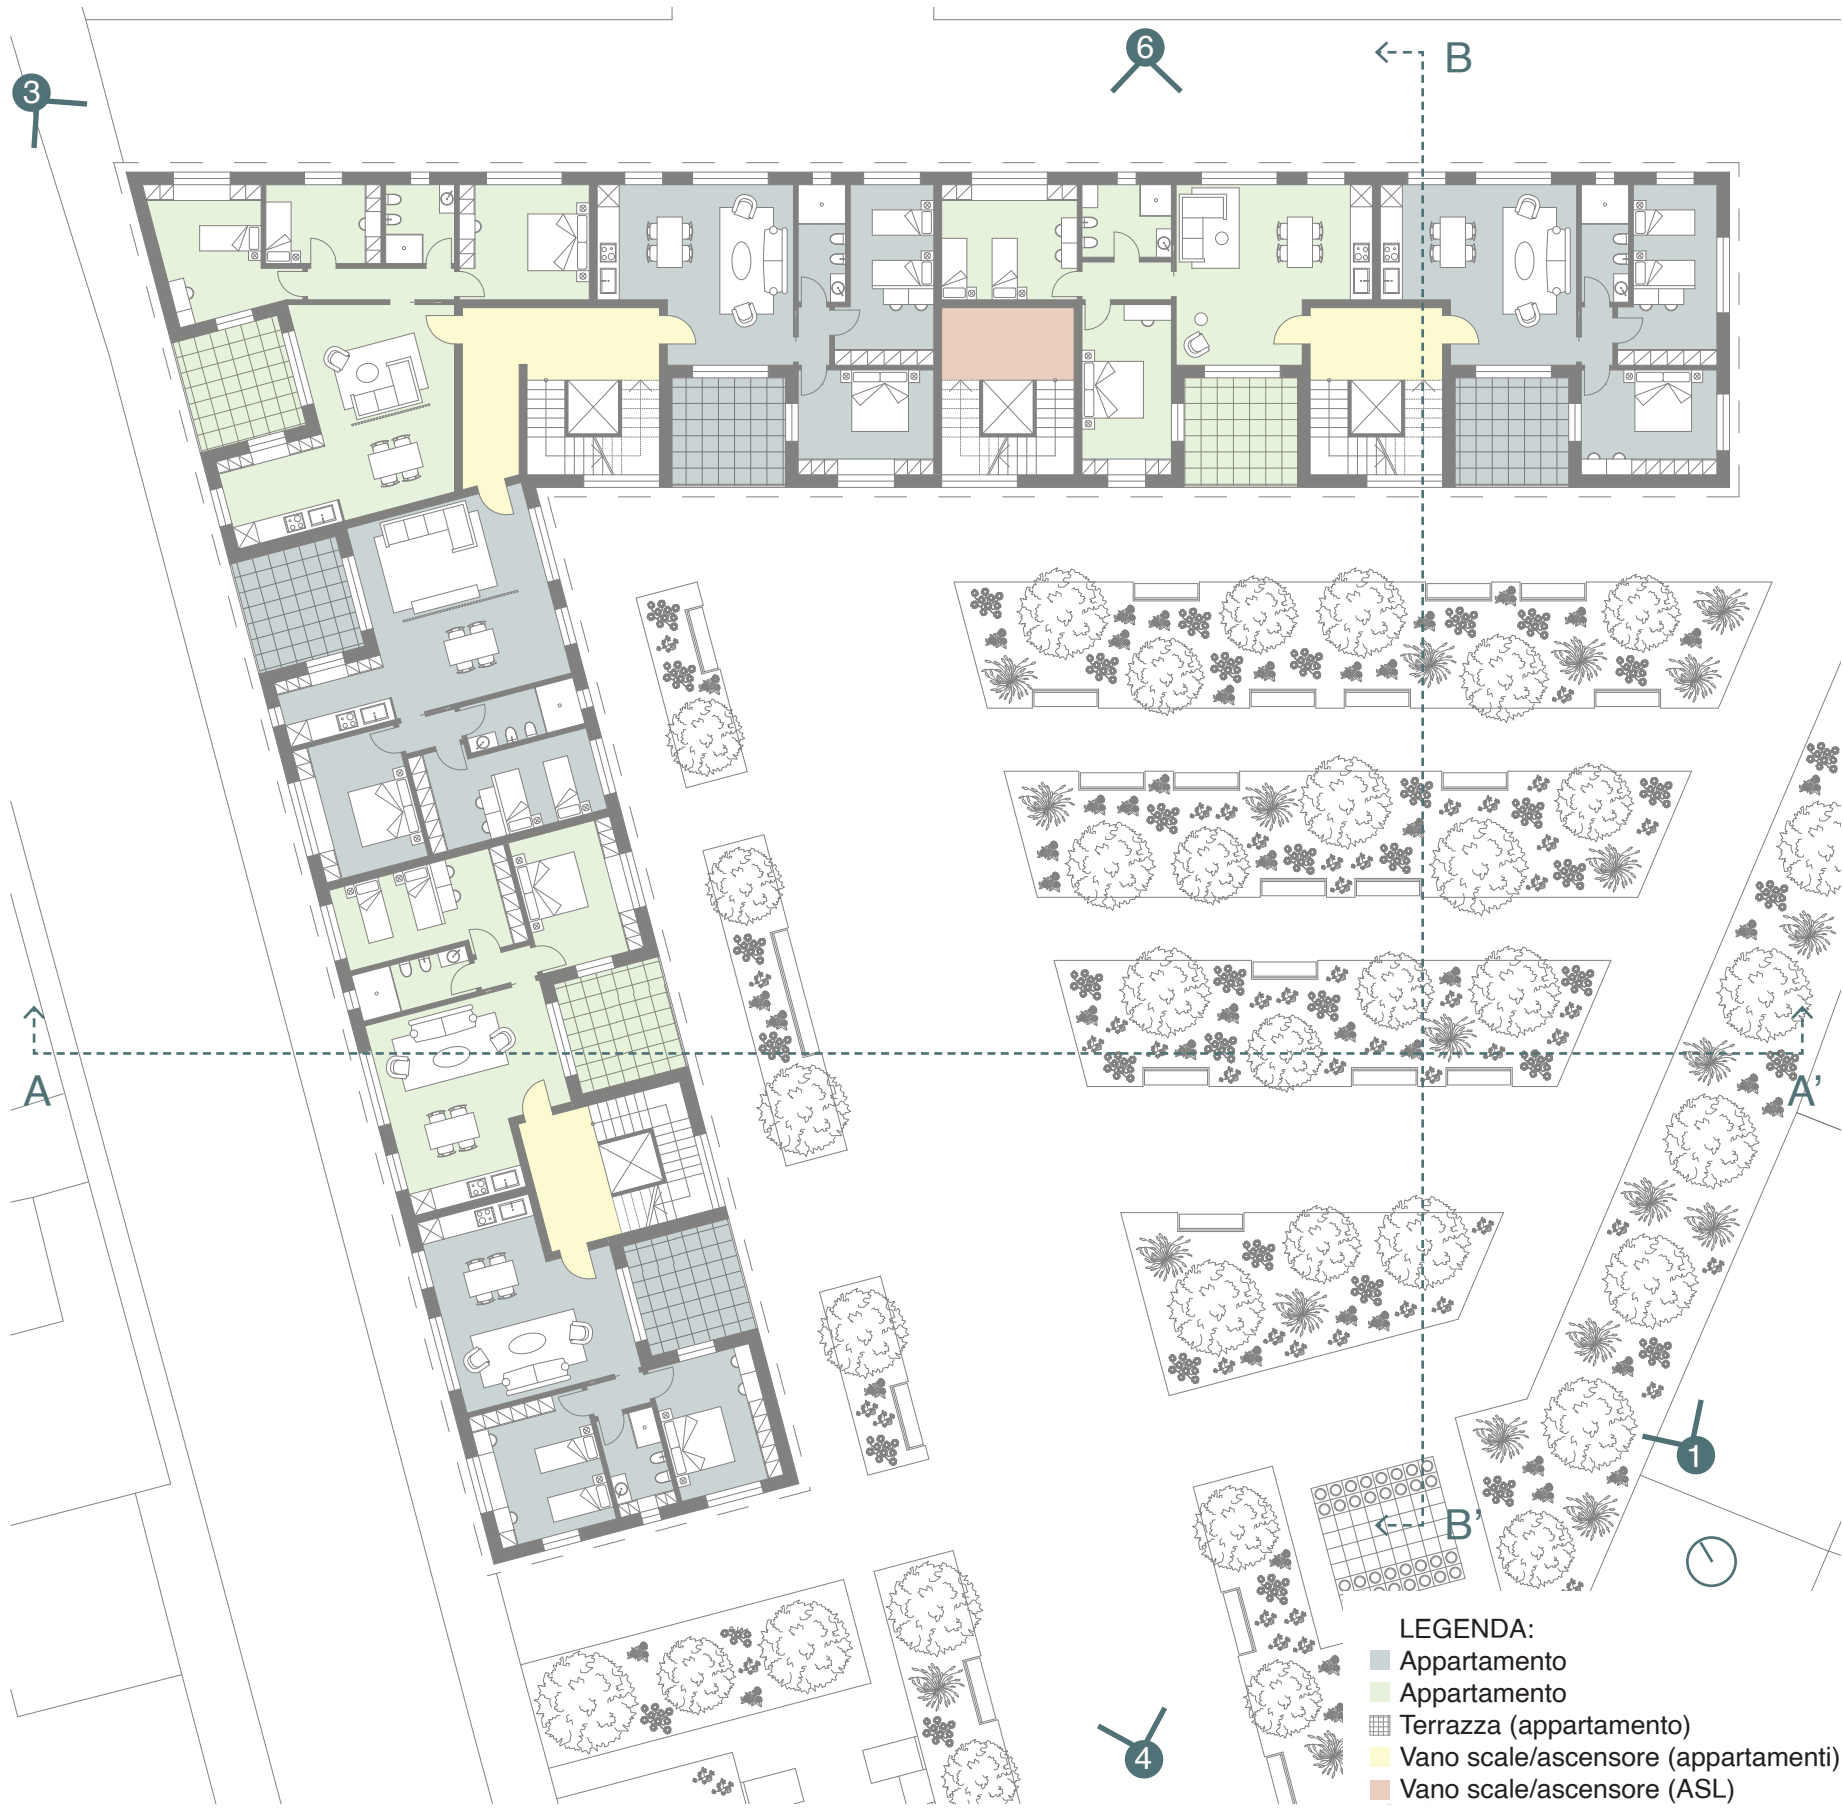 6
B
3
A
A'
1
B'
4
LEGENDA:
Appartamento
Appartamento
Terrazza (appartamento)
Vano scale/ascensore (appartamenti)
Vano scale/ascensore (ASL)